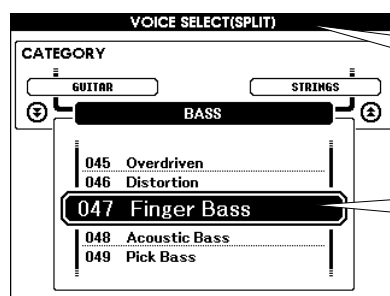 VOICE SELECT(SPLIT)
CATEGORY
GUITAR STRINGS
BASS
045 Overdriven
046 Distortion
047 Finger Bass
048 Acoustic Bass
049 Pick Bass